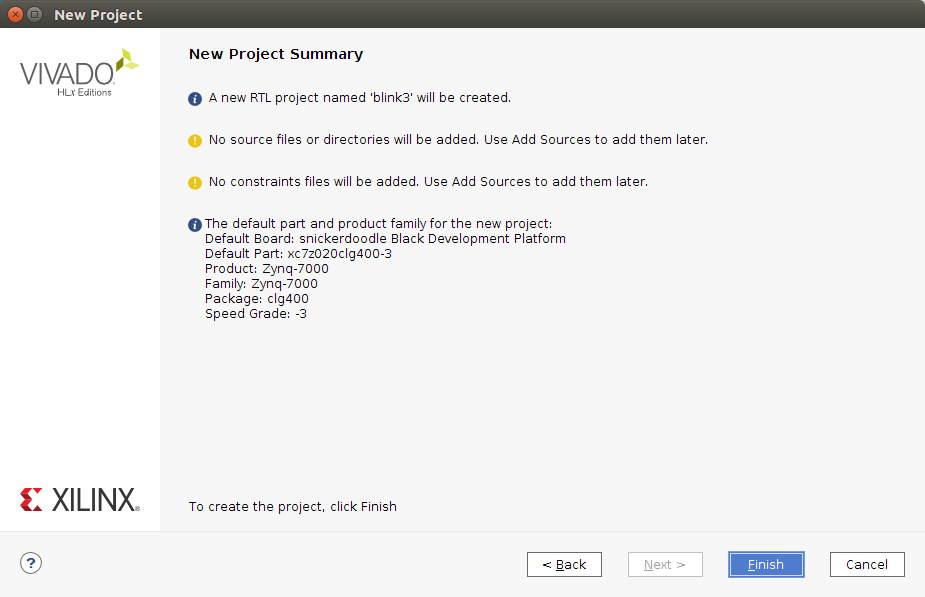 New Project
VIVADO.
HLx Editions
New Project Summary
A new RTL project named 'blink3' will be created.
No source files or directories will be added. Use Add Sources to add them later.
No constraints files will be added. Use Add Sources to add them later.
The default part and product family for the new project:
Default Board: snickerdoodle Black Development Platform
Default Part: xc7z020clg400-3
Product: Zynq-7000
Family: Zynq-7000
Package: clg400
Speed Grade: -3
XILINX®
To create the project, click Finish
?
< Back
Next >
Finish
Cancel